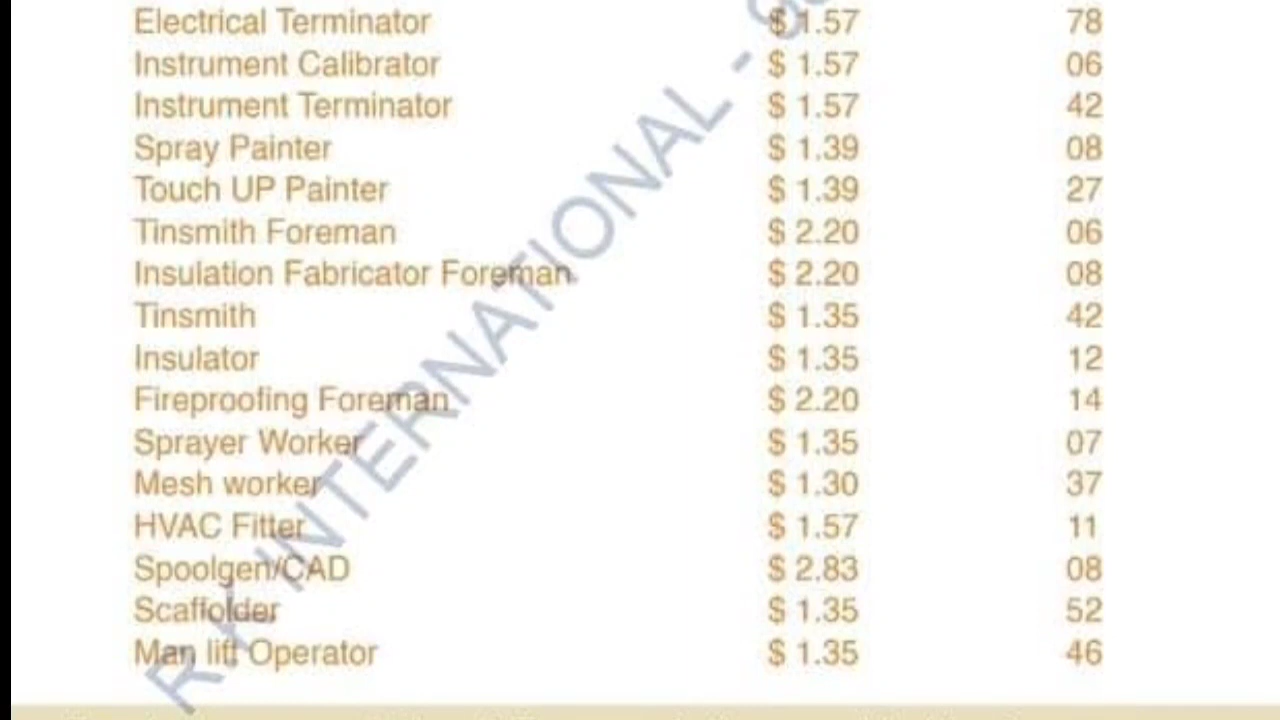 Electrical Terminator $ 1.57 78
Instrument Calibrator $ 1.57 06
Instrument Terminator $ 1.57 42
Spray Painter $ 1.39 08
Touch UP Painter $ 1.39 27
Tinsmith Foreman $ 2.20 06
Insulation Fabricator Foreman $ 2.20 08
Tinsmith $ 1.35 42
Insulator $ 1.35 12
Fireproofing Foreman $ 2.20 14
Sprayer Worker $ 1.35 07
Mesh worker $ 1.30 37
HVAC Fitter $ 1.57 11
Spoolgen/CAD $ 2.83 08
Scaffolder $ 1.35 52
Man lift Operator $ 1.35 46
R.K INTERNATIONAL -